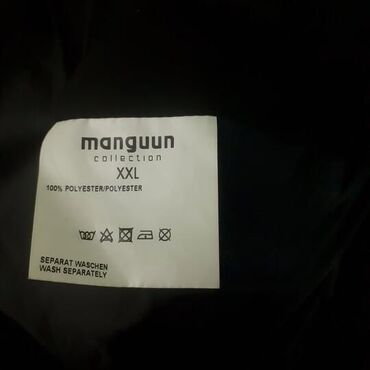 manguun
collection
XXL
100% POLYESTER/POLYESTER
SEPARAT WASCHEN
WASH SEPARATELY